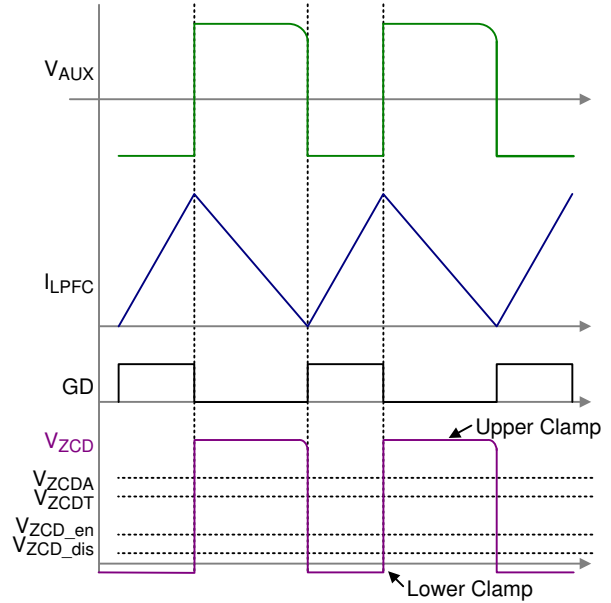 VAUX
ILPFC
GD
VZCD
Upper Clamp
VZCDA
VZCDT
VZCD_en
VZCD_dis
Lower Clamp